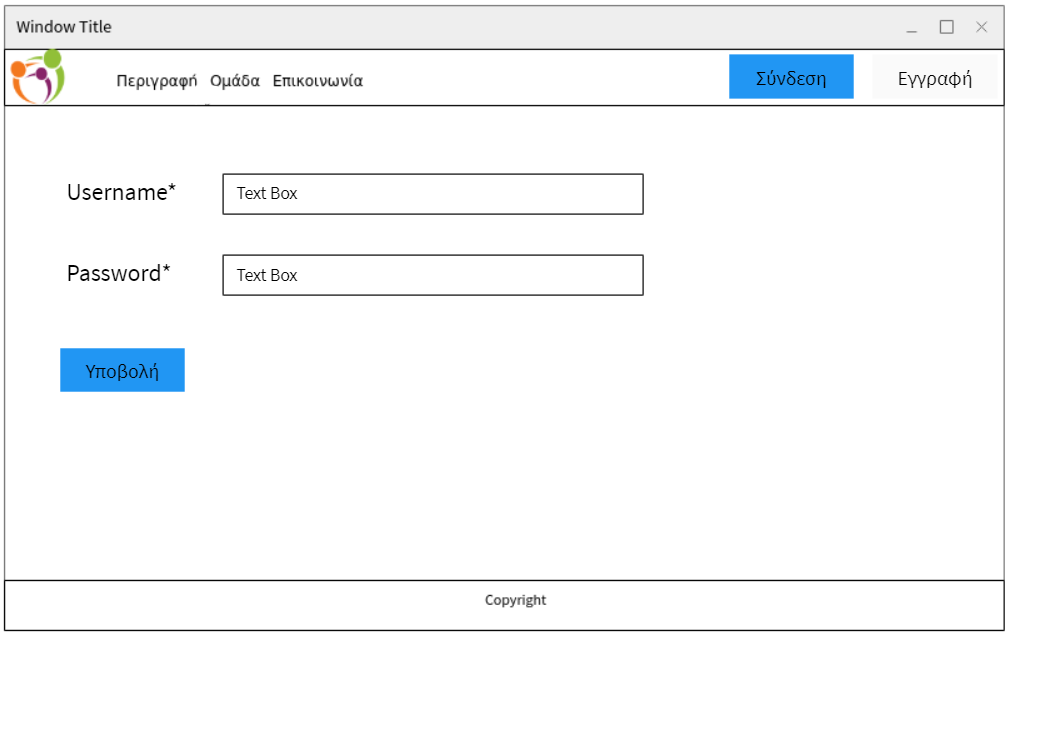 Window Title
Περιγραφή Ομάδα Επικοινωνία Σύνδεση Εγγραφή
Username* Text Box
Password* Text Box
Υποβολή
Copyright